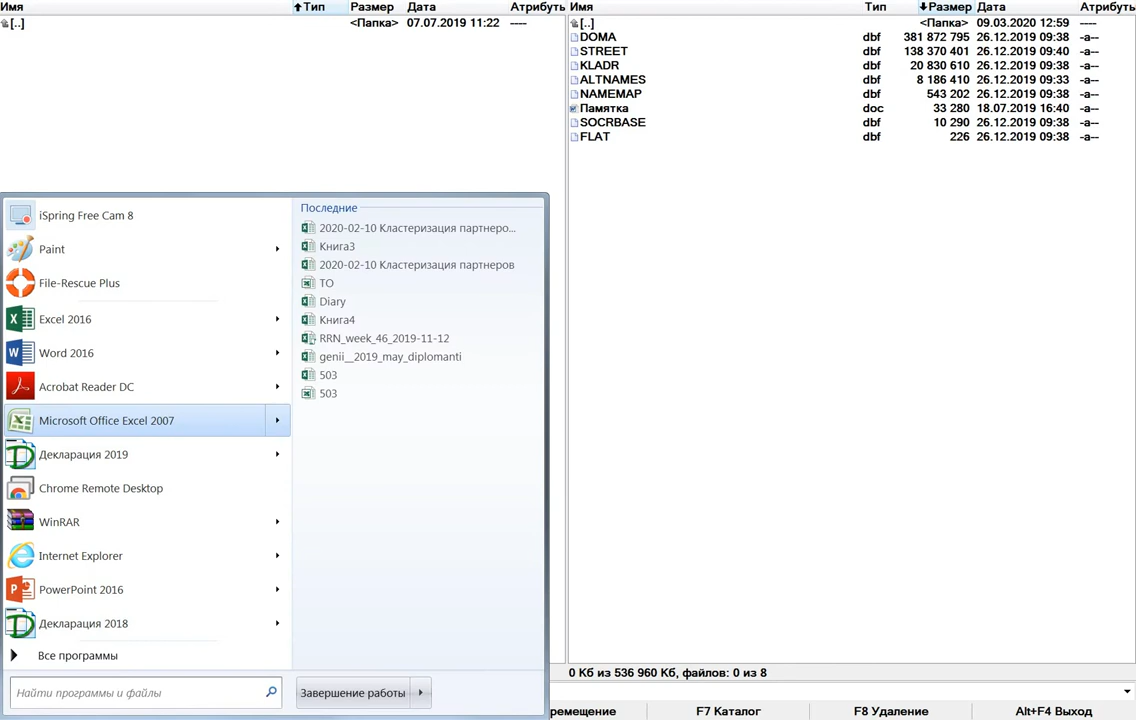 Имя Тип Размер Дата Атрибуть
[..] <Папка> 07.07.2019 11:22 ----
Имя Тип Размер Дата Атрибуть
[..] <Папка> 09.03.2020 12:59 ----
DOMA dbf 381 872 795 26.12.2019 09:38 -a--
STREET dbf 138 370 401 26.12.2019 09:40 -a--
KLADR dbf 20 830 610 26.12.2019 09:38 -a--
ALTNAMES dbf 8 186 410 26.12.2019 09:33 -a--
NAMEMAP dbf 543 202 26.12.2019 09:38 -a--
Памятка doc 33 280 18.07.2019 16:40 -a--
SOCRBASE dbf 10 290 26.12.2019 09:38 -a--
FLAT dbf 226 26.12.2019 09:38 -a--
iSpring Free Cam 8
Paint
File-Rescue Plus
Excel 2016
Word 2016
Acrobat Reader DC
Microsoft Office Excel 2007
Декларация 2019
Chrome Remote Desktop
WinRAR
Internet Explorer
PowerPoint 2016
Декларация 2018
Все программы
Найти программы и файлы
Последние
2020-02-10 Кластеризация партнеро...
Книга3
2020-02-10 Кластеризация партнеров
ТО
Diary
Книга4
RRN_week_46_2019-11-12
genii__2019_may_diplomanti
503
503
Завершение работы
0 Кб из 536 960 Кб, файлов: 0 из 8
ремещение F7 Каталог F8 Удаление Alt+F4 Выход